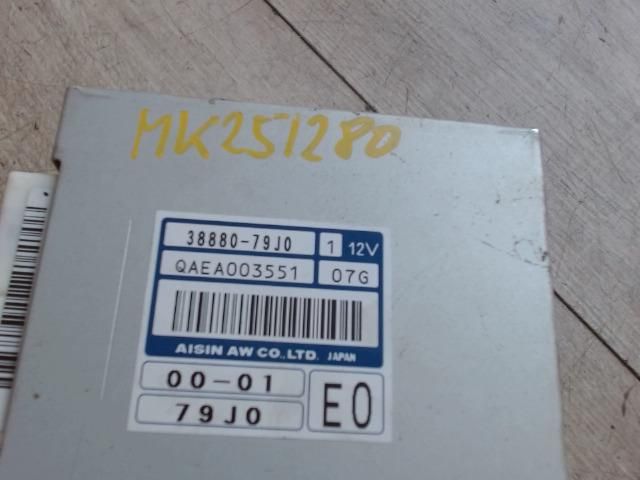 MK251280
38880-79J0 1 12V
QAEA003551 07G
AISIN AW CO.,LTD. JAPAN
00-01
79J0 E0